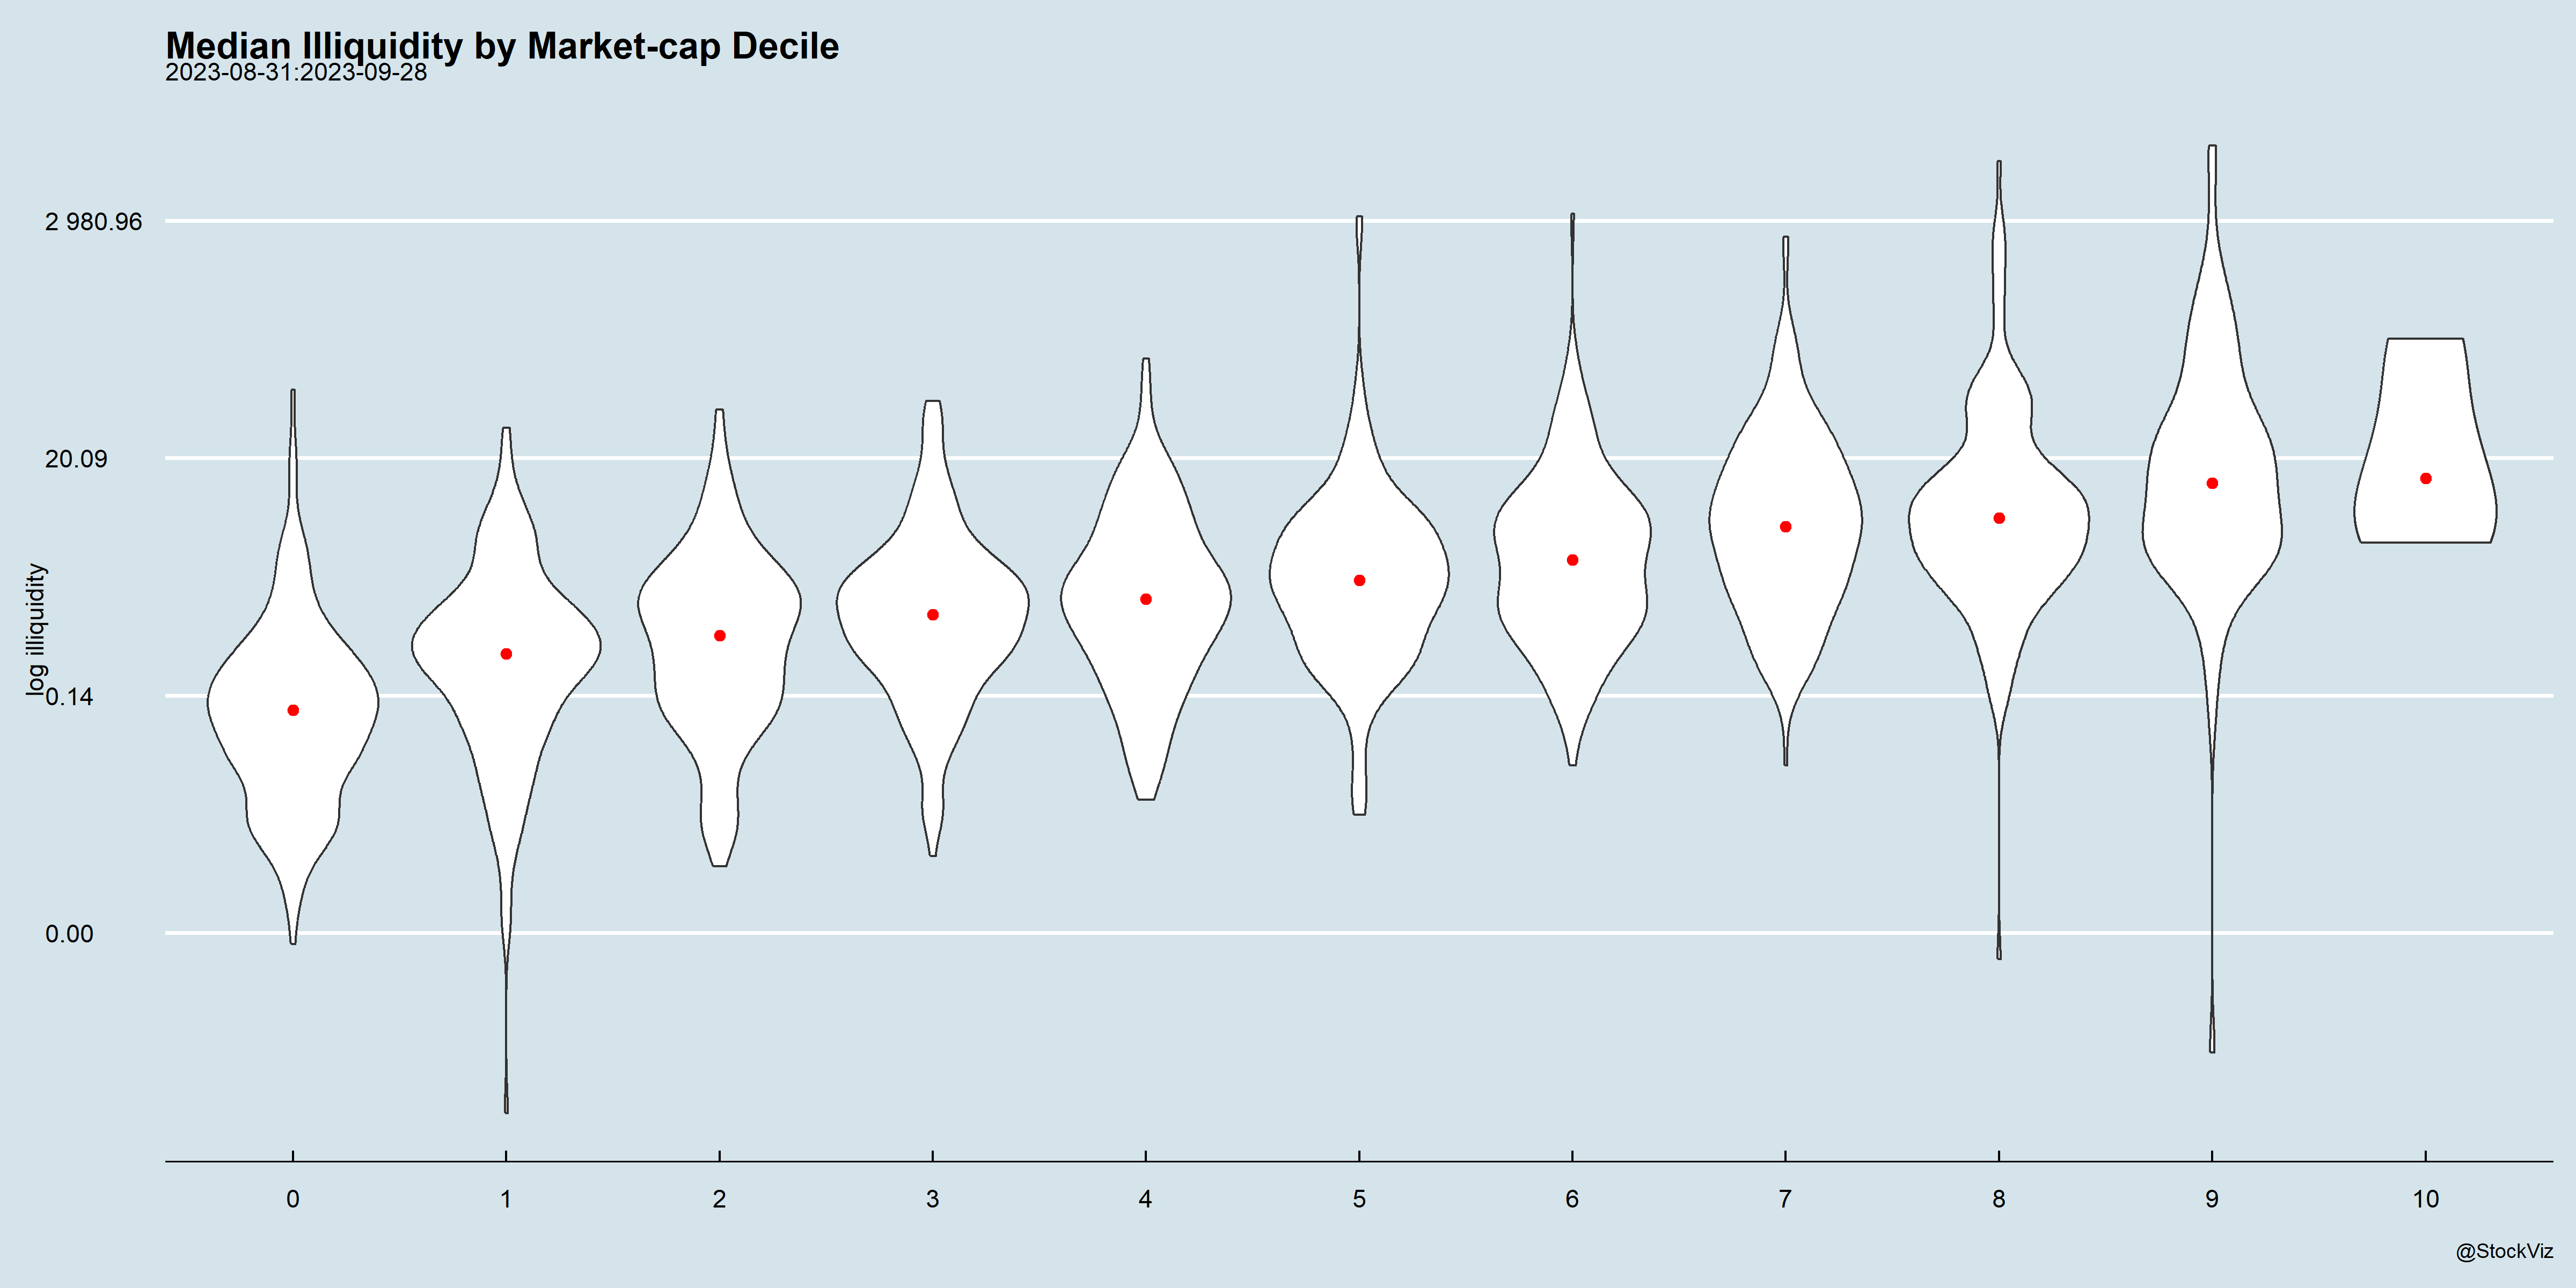 Median Illiquidity by Market-cap Decile
2023-08-31:2023-09-28
2 980.96
20.09
0.14
0.00
log illiquidity
0 1 2 3 4 5 6 7 8 9 10
@StockViz